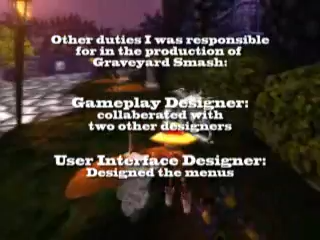 Other duties I was responsible
for in the production of
Graveyard Smash:
Gameplay Designer:
collaberated with
two other designers
User Interface Designer:
Designed the menus